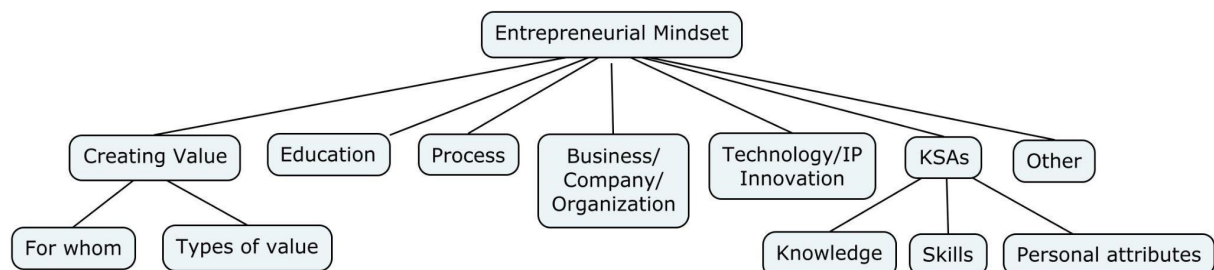 Entrepreneurial Mindset
Creating Value
Education
Process
Business/
Company/
Organization
Technology/IP
Innovation
KSAs
Other
For whom
Types of value
Knowledge
Skills
Personal attributes